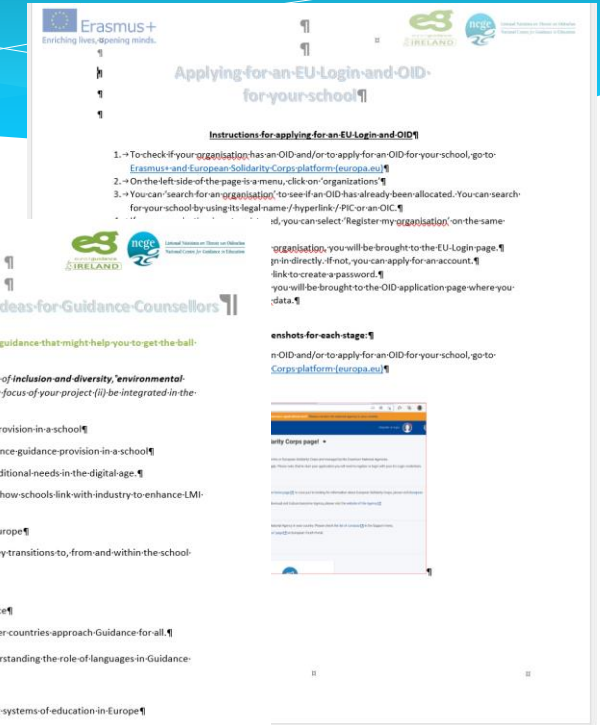 Erasmus+
Enriching lives, opening minds.
euroguidance
IRELAND
ncge
Applying for an EU Login and OID
for your school
Instructions for applying for an EU Login and OID
1. To check if your organisation has an OID and/or to apply for an OID for your school, go to
Erasmus+ and European Solidarity Corps platform (europa.eu)
2. On the left side of the page is a menu, click on 'organizations'
3. You can 'search for an organisation' to see if an OID has already been allocated. You can search
for your school by using its legal name / hyperlink / PIC or an OIC.
you can select 'Register my organisation' on the same
organisation, you will be brought to the EU Login page.
n in directly. If not, you can apply for an account.
link to create a password.
you will be brought to the OID application page where you
data.
enshots for each stage:
n OID and/or to apply for an OID for your school, go to
Corps platform (europa.eu)
arity Corps page!
euroguidance
IRELAND
ncge
deas for Guidance Counsellors
guidance that might help you to get the ball
of inclusion and diversity, "environmental
focus of your project (ii) be integrated in the
rovision in a school
nce guidance provision in a school
ditional needs in the digital age.
how schools link with industry to enhance LMI
urope
y transitions to, from and within the school
ce
er countries approach Guidance for all.
rstanding the role of languages in Guidance
systems of education in Europe